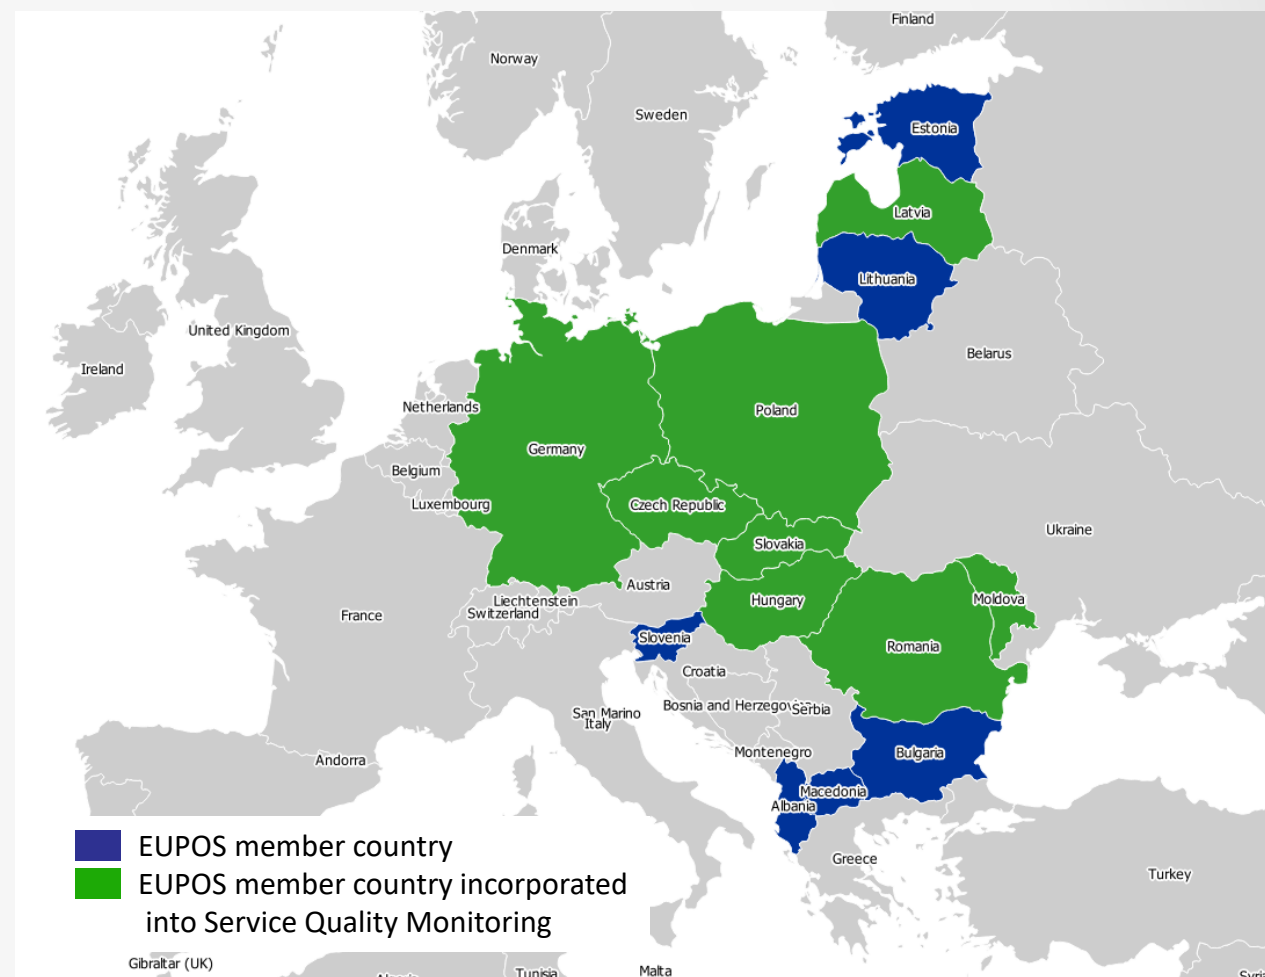 Finland
Norway
Sweden
Estonia
Latvia
Denmark
Lithuania
United Kingdom
Belarus
Ireland
Netherlands
Poland
Germany
Belgium
Luxembourg
Czech Republic
Ukraine
Slovakia
Austria
Liechtenstein
Hungary
Moldova
Switzerland
France
Slovenia
Romania
Croatia
Bosnia and Herzego
Serbia
San Marino
Italy
Montenegro
Bulgaria
Andorra
Macedonia
Albania
EUPOS member country
Greece
Turkey
EUPOS member country incorporated
into Service Quality Monitoring
Gibraltar (UK)
Malta
Tunisia